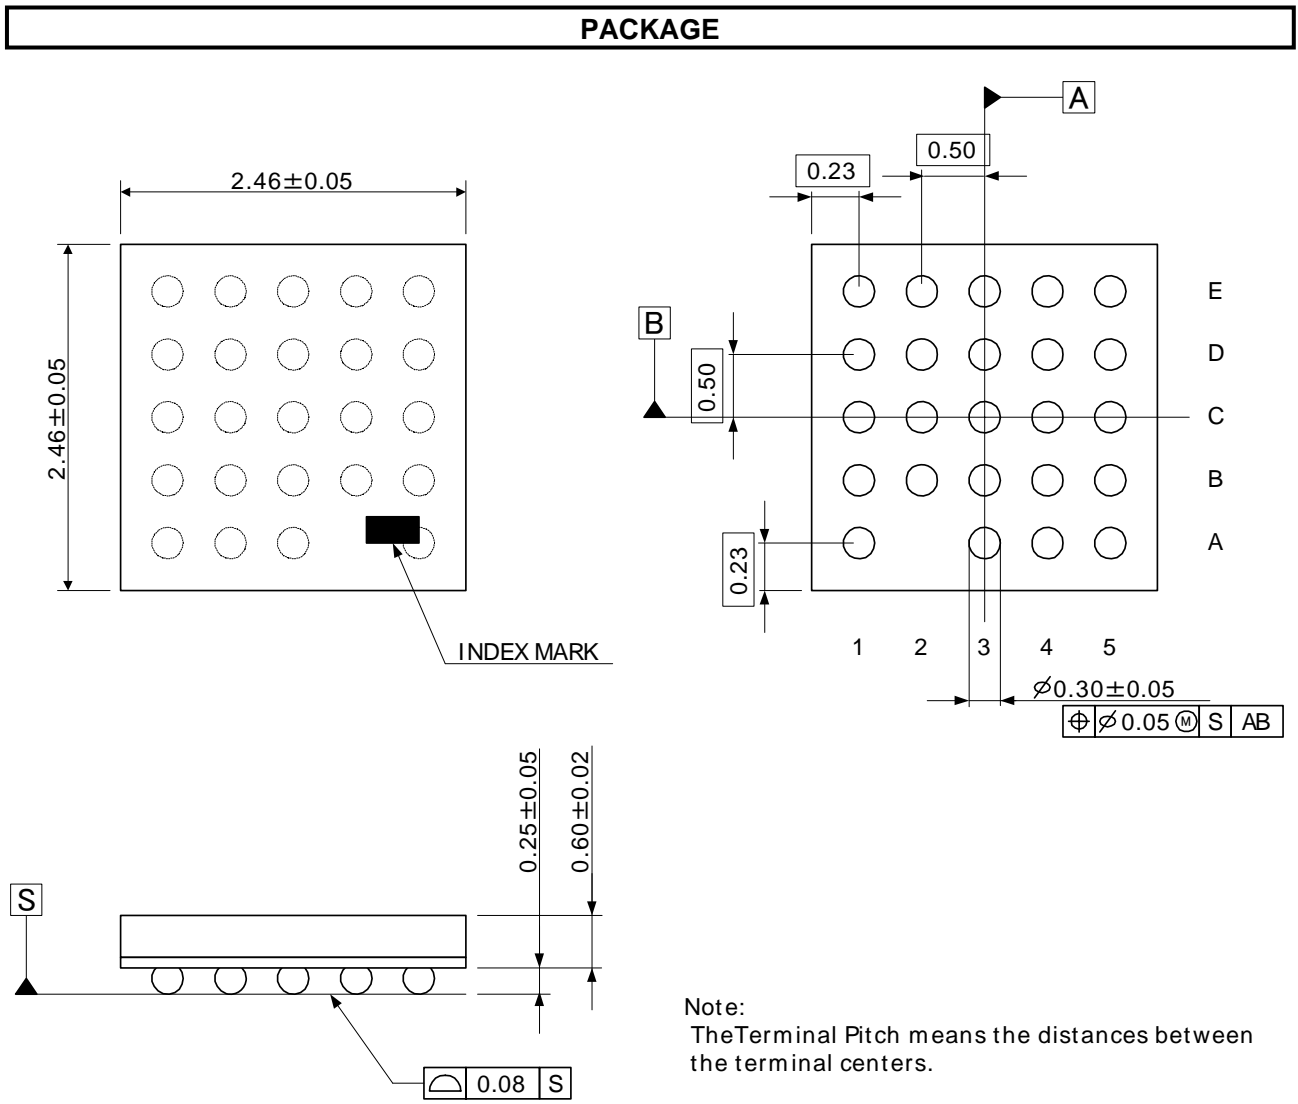 PACKAGE
A
0.50
0.23
2.46±0.05
E
B
D
2.46±0.05
0.50
C
B
A
0.23
INDEX MARK
1 2 3 4 5
⌀0.30±0.05
⌖ ⌀0.05 Ⓜ S AB
0.25±0.05
0.60±0.02
S
Note:
TheTerminal Pitch means the distances between
the terminal centers.
⌓ 0.08 S